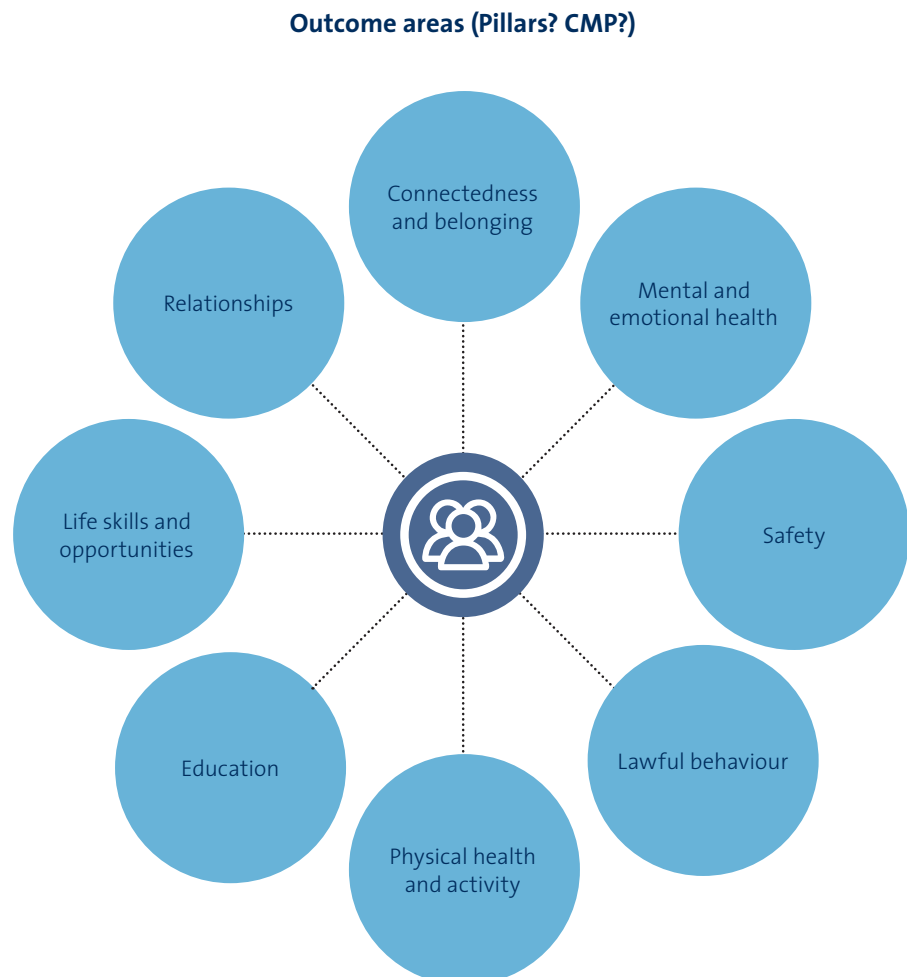 Outcome areas (Pillars? CMP?)
Connectedness
and belonging
Mental and
emotional health
Safety
Lawful behaviour
Physical health
and activity
Education
Life skills and
opportunities
Relationships